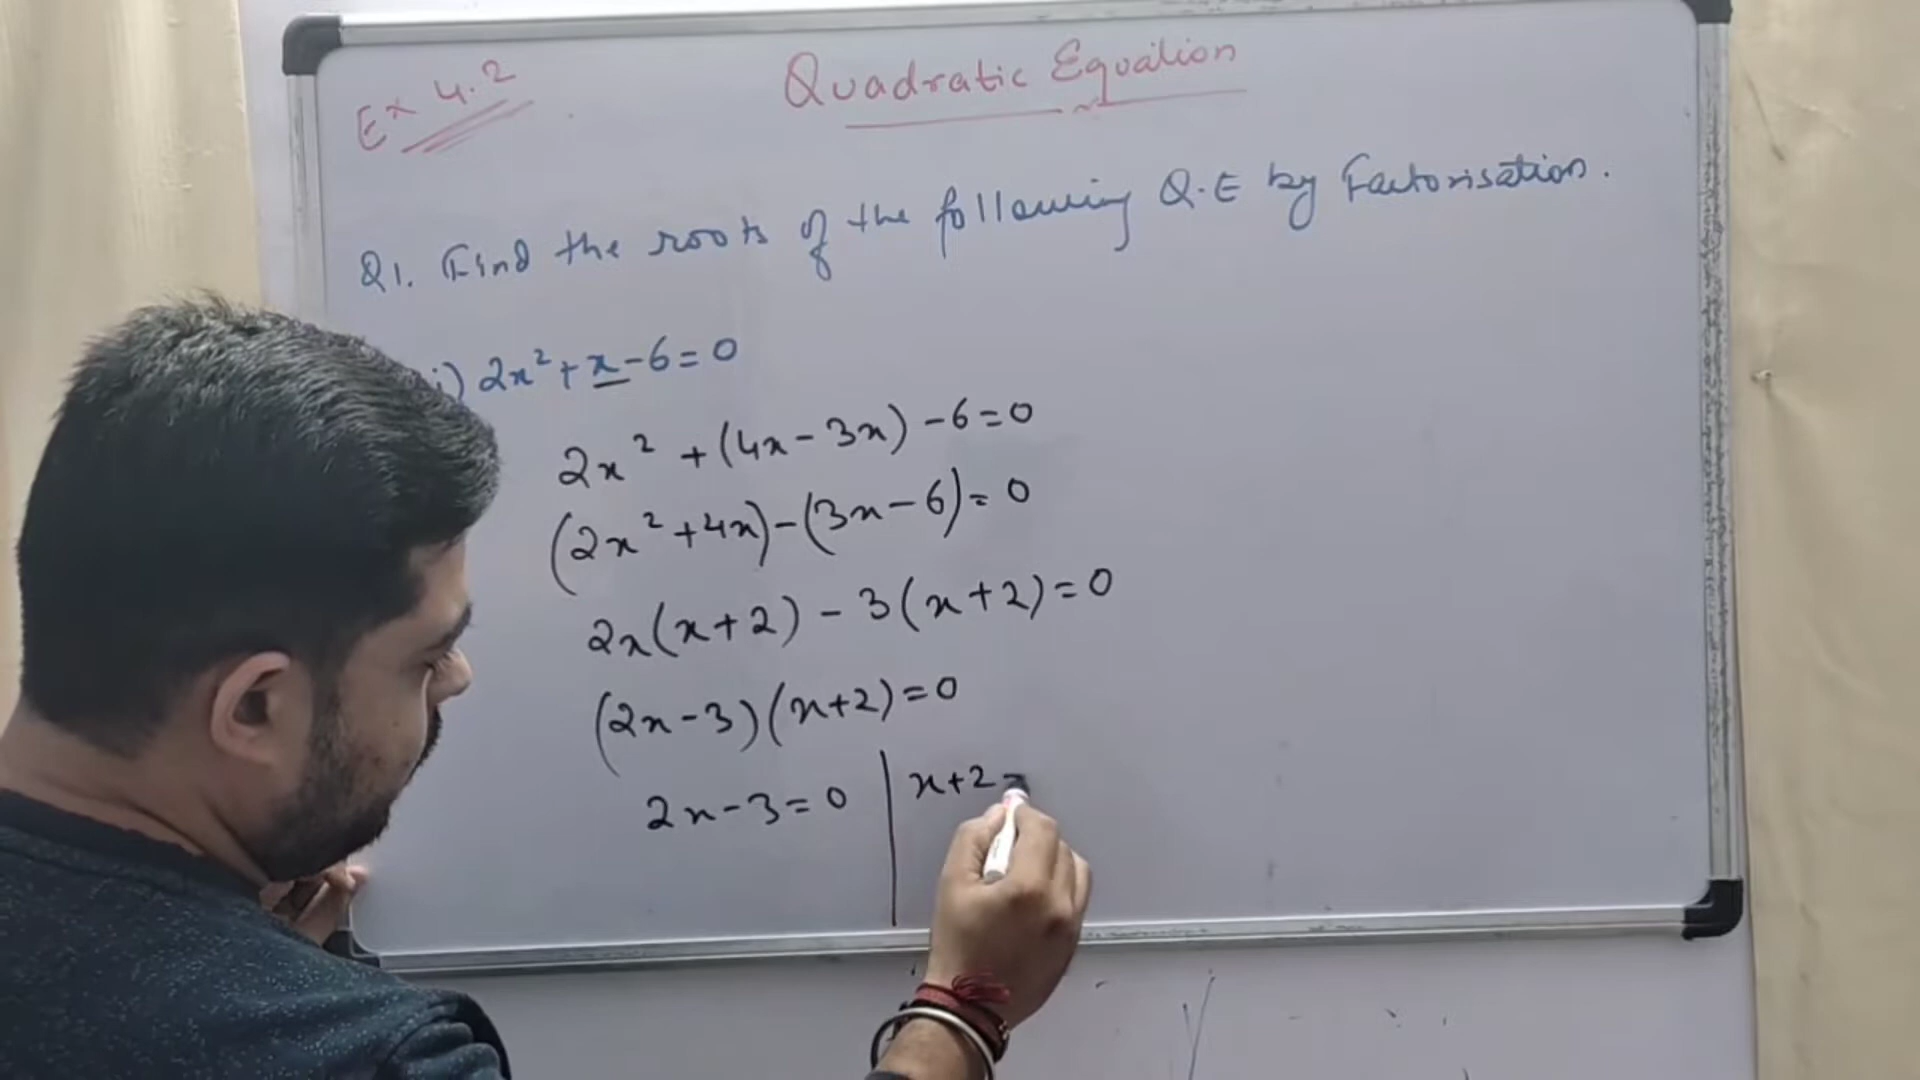 Ex 4.2
Quadratic Equation
Q1. Find the roots of the following Q.E by Factorisation.
i) 2x² + x - 6 = 0
2x² + (4x - 3x) - 6 = 0
(2x² + 4x) - (3x - 6) = 0
2x(x + 2) - 3(x + 2) = 0
(2x - 3)(x + 2) = 0
2x - 3 = 0 | x + 2 =